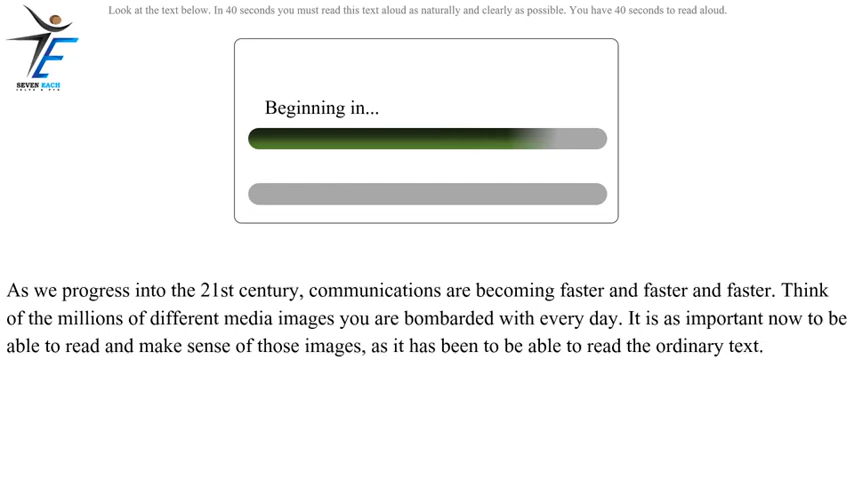 Look at the text below. In 40 seconds you must read this text aloud as naturally and clearly as possible. You have 40 seconds to read aloud.
SEVEN EACH
Beginning in...
As we progress into the 21st century, communications are becoming faster and faster and faster. Think
of the millions of different media images you are bombarded with every day. It is as important now to be
able to read and make sense of those images, as it has been to be able to read the ordinary text.